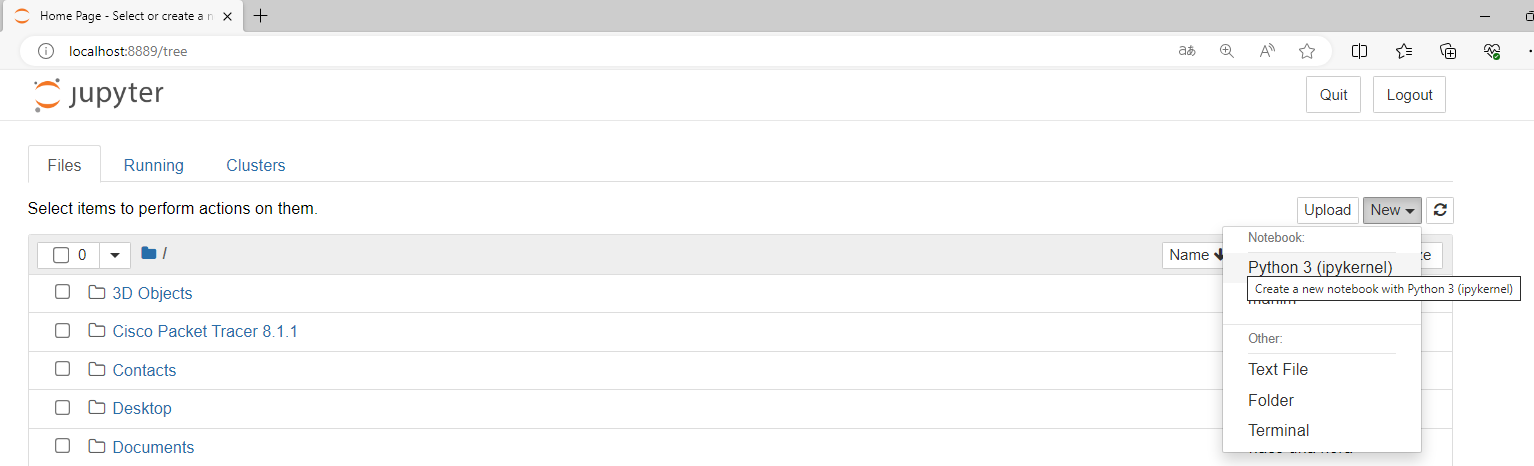 Home Page - Select or create a n
localhost:8889/tree
aあ
jupyter
Quit
Logout
Files
Running
Clusters
Select items to perform actions on them.
Upload
New
Notebook:
0
/
Name
Python 3 (ipykernel)
Create a new notebook with Python 3 (ipykernel)
3D Objects
Cisco Packet Tracer 8.1.1
Other:
Contacts
Text File
Desktop
Folder
Documents
Terminal